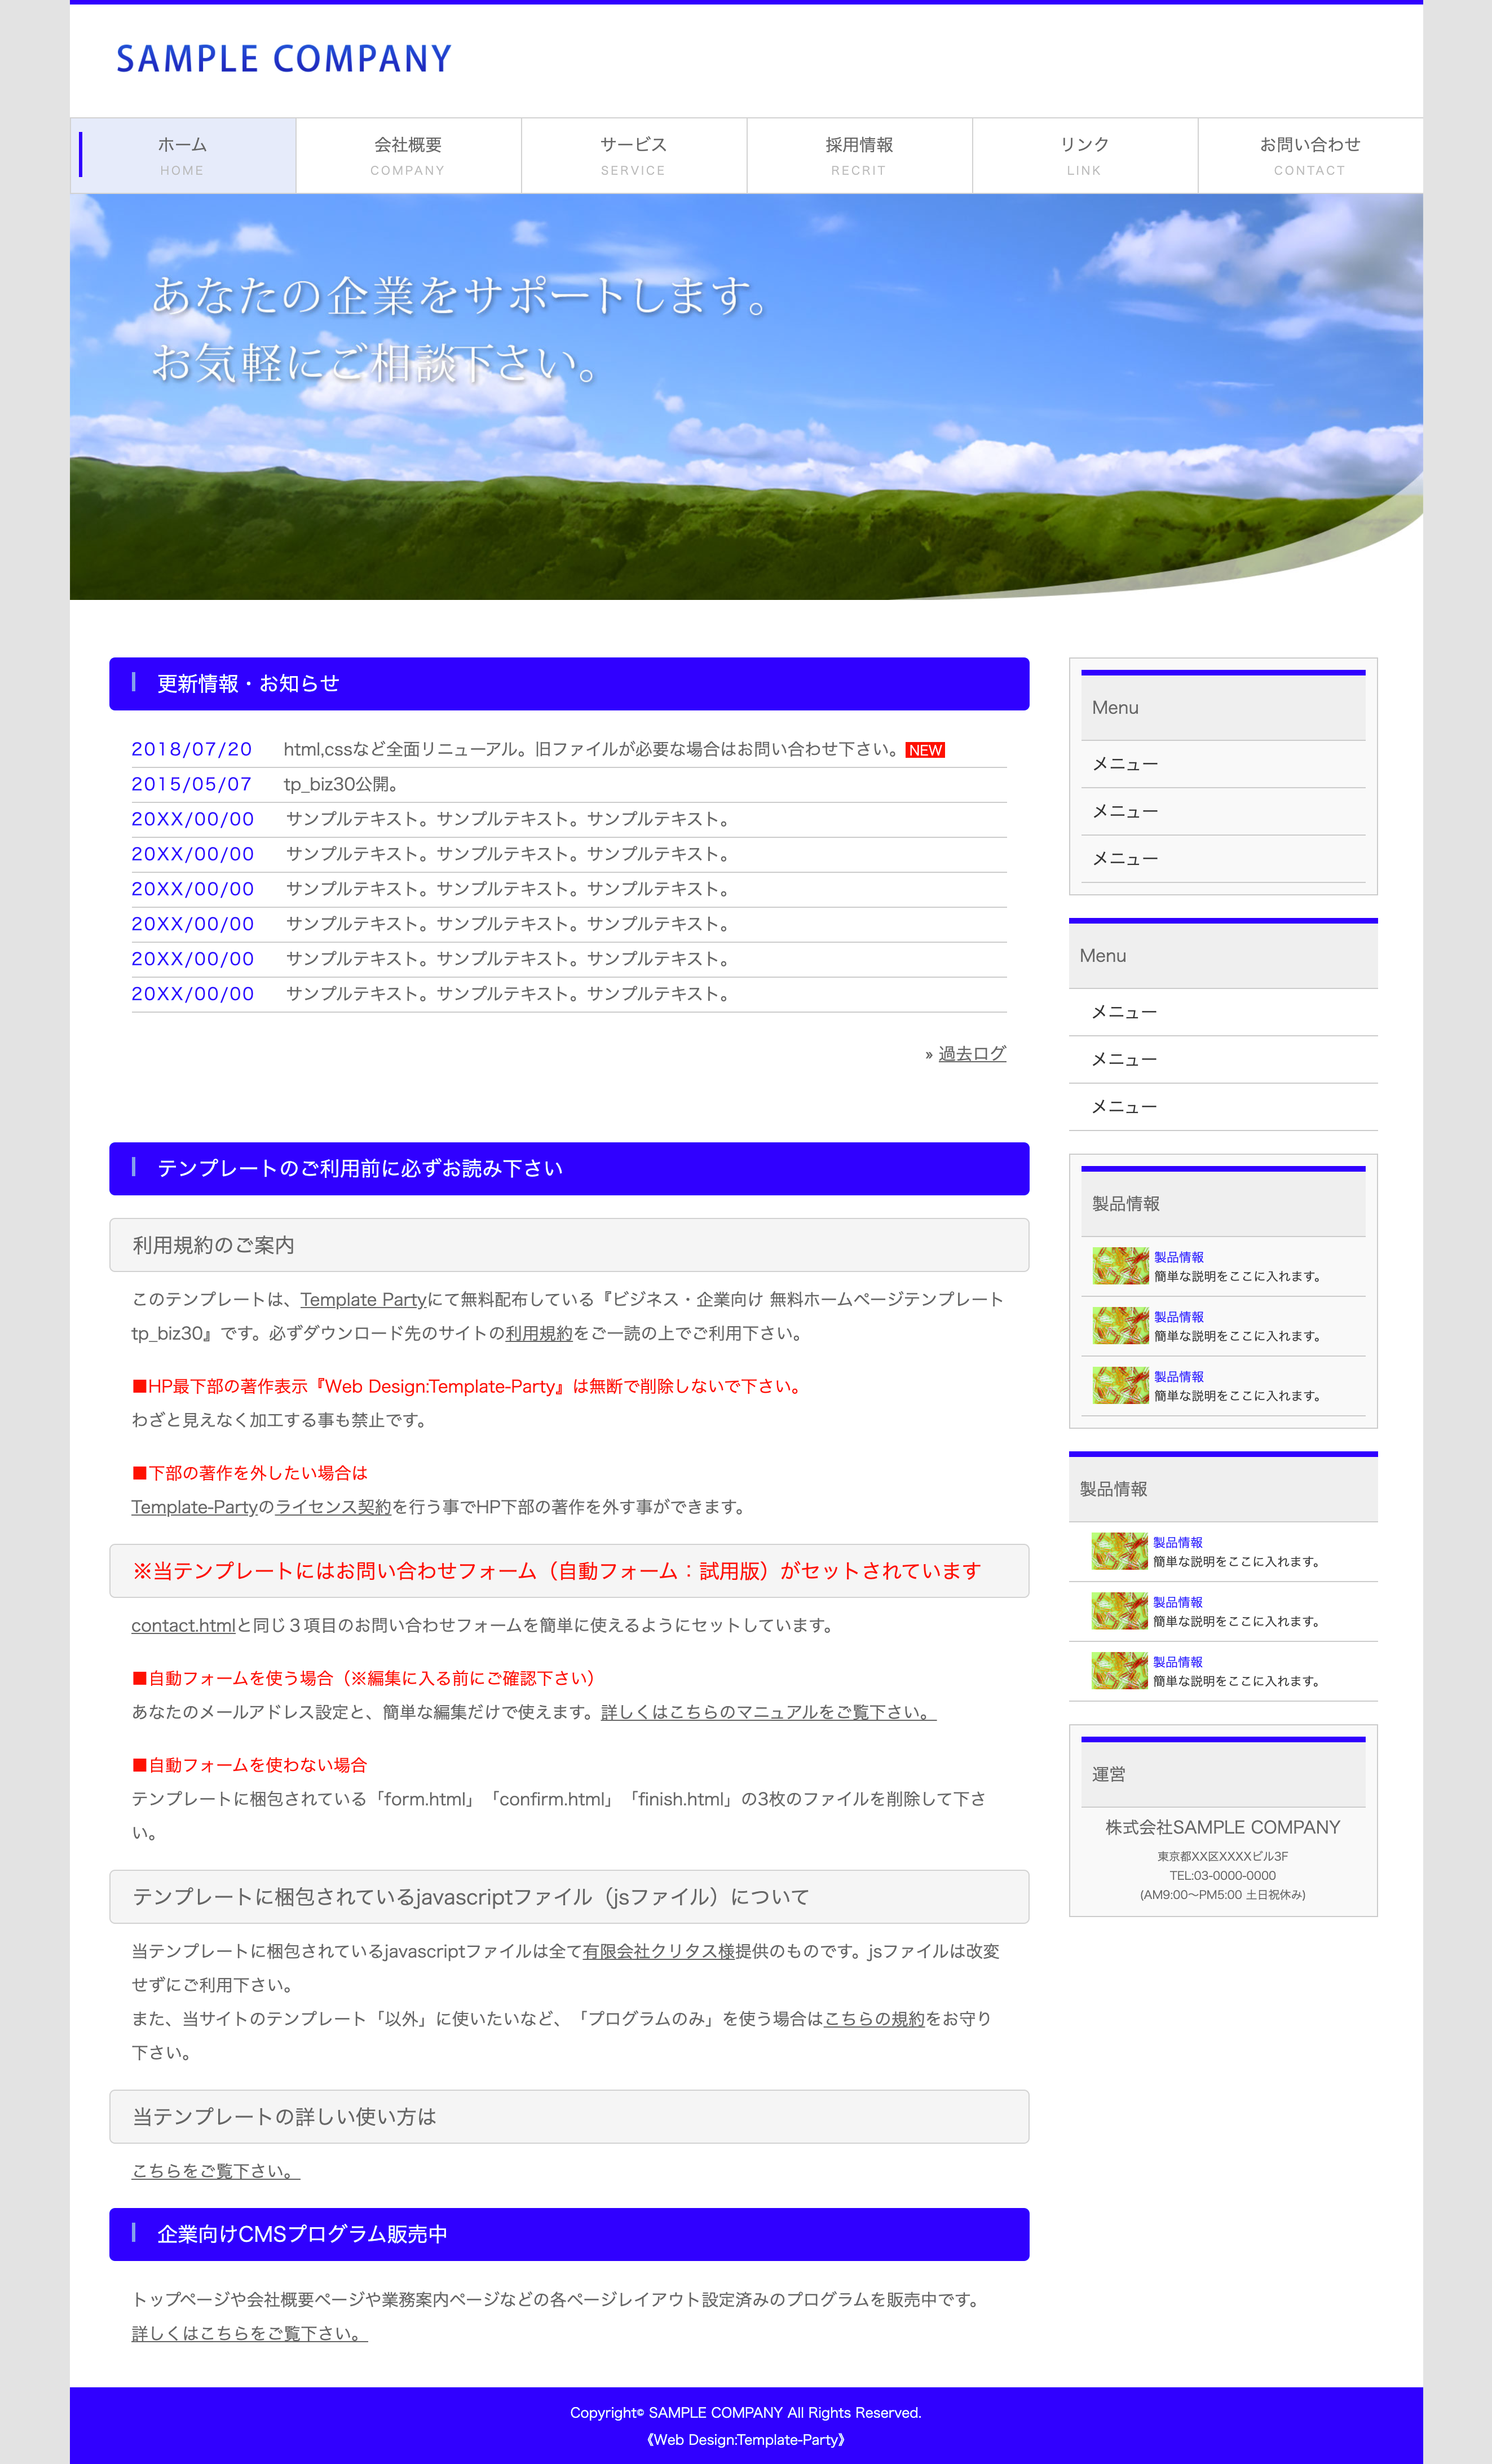 SAMPLE COMPANY
ホーム
HOME
会社概要
COMPANY
サービス
SERVICE
採用情報
RECRIT
リンク
LINK
お問い合わせ
CONTACT
あなたの企業をサポートします。
お気軽にご相談下さい。
更新情報・お知らせ
2018/07/20 html,cssなど全面リニューアル。旧ファイルが必要な場合はお問い合わせ下さい。NEW
2015/05/07 tp_biz30公開。
20XX/00/00 サンプルテキスト。サンプルテキスト。サンプルテキスト。
20XX/00/00 サンプルテキスト。サンプルテキスト。サンプルテキスト。
20XX/00/00 サンプルテキスト。サンプルテキスト。サンプルテキスト。
20XX/00/00 サンプルテキスト。サンプルテキスト。サンプルテキスト。
20XX/00/00 サンプルテキスト。サンプルテキスト。サンプルテキスト。
20XX/00/00 サンプルテキスト。サンプルテキスト。サンプルテキスト。
» 過去ログ
テンプレートのご利用前に必ずお読み下さい
利用規約のご案内
このテンプレートは、Template Partyにて無料配布している『ビジネス・企業向け 無料ホームページテンプレート
tp_biz30』です。必ずダウンロード先のサイトの利用規約をご一読の上でご利用下さい。
■HP最下部の著作表示『Web Design:Template-Party』は無断で削除しないで下さい。
わざと見えなく加工する事も禁止です。
■下部の著作を外したい場合は
Template-Partyのライセンス契約を行う事でHP下部の著作を外す事ができます。
※当テンプレートにはお問い合わせフォーム（自動フォーム：試用版）がセットされています
contact.htmlと同じ３項目のお問い合わせフォームを簡単に使えるようにセットしています。
■自動フォームを使う場合（※編集に入る前にご確認下さい）
あなたのメールアドレス設定と、簡単な編集だけで使えます。詳しくはこちらのマニュアルをご覧下さい。
■自動フォームを使わない場合
テンプレートに梱包されている「form.html」「confirm.html」「finish.html」の3枚のファイルを削除して下さ
い。
テンプレートに梱包されているjavascriptファイル（jsファイル）について
当テンプレートに梱包されているjavascriptファイルは全て有限会社クリタス様提供のものです。jsファイルは改変
せずにご利用下さい。
また、当サイトのテンプレート「以外」に使いたいなど、「プログラムのみ」を使う場合はこちらの規約をお守り
下さい。
当テンプレートの詳しい使い方は
こちらをご覧下さい。
企業向けCMSプログラム販売中
トップページや会社概要ページや業務案内ページなどの各ページレイアウト設定済みのプログラムを販売中です。
詳しくはこちらをご覧下さい。
Menu
メニュー
メニュー
メニュー
Menu
メニュー
メニュー
メニュー
製品情報
製品情報
簡単な説明をここに入れます。
製品情報
簡単な説明をここに入れます。
製品情報
簡単な説明をここに入れます。
製品情報
製品情報
簡単な説明をここに入れます。
製品情報
簡単な説明をここに入れます。
製品情報
簡単な説明をここに入れます。
運営
株式会社SAMPLE COMPANY
東京都XX区XXXXビル3F
TEL:03-0000-0000
(AM9:00〜PM5:00 土日祝休み)
Copyright© SAMPLE COMPANY All Rights Reserved.
《Web Design:Template-Party》